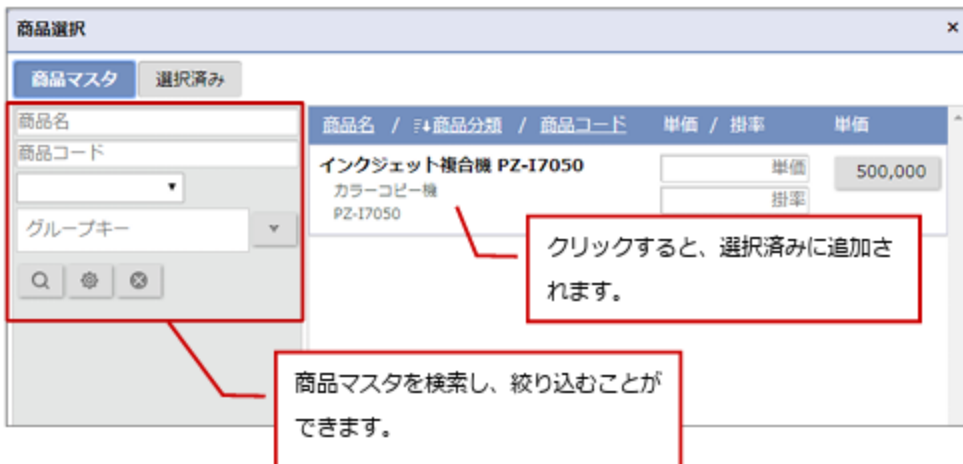 商品選択 ×
商品マスタ 選択済み
商品名
商品コード
グループキー
商品名 / 商品分類 / 商品コード 単価 / 掛率 単価
インクジェット複合機 PZ-I7050 単価 500,000
カラーコピー機 掛率
PZ-I7050
クリックすると、選択済みに追加さ
れます。
商品マスタを検索し、絞り込むことが
できます。